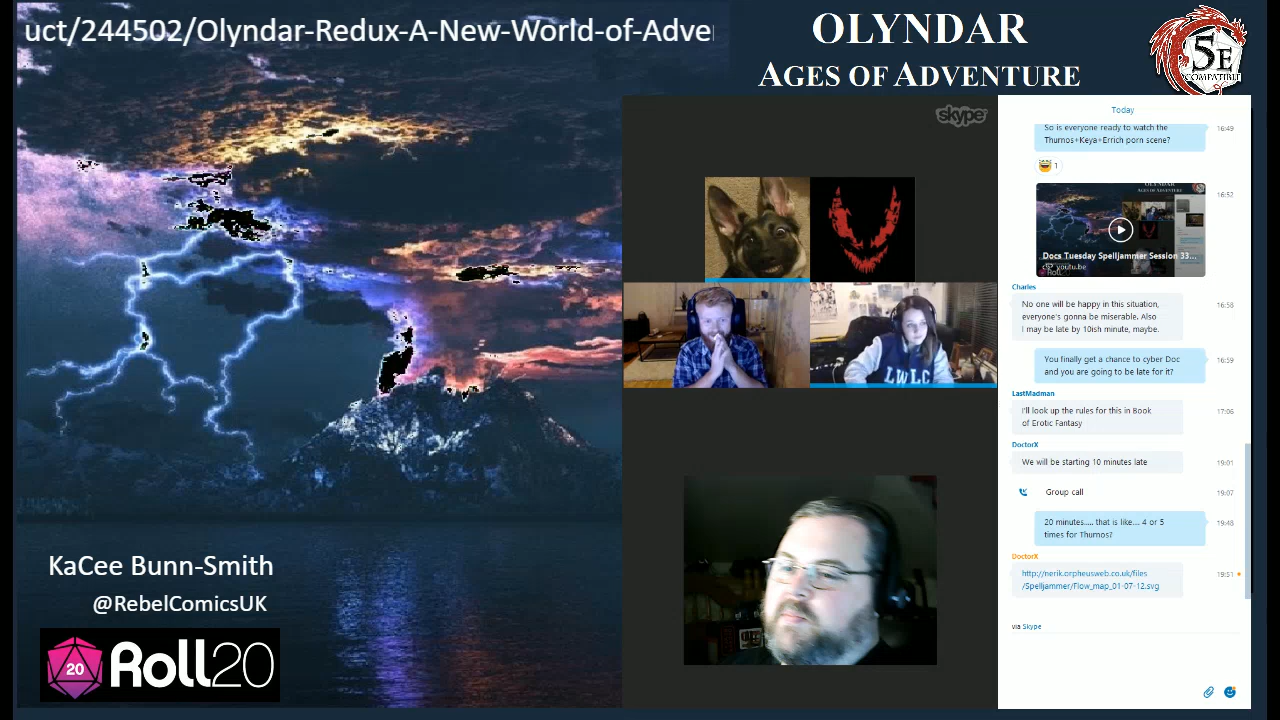 uct/244502/Olyndar-Redux-A-New-World-of-Adve
OLYNDAR
AGES OF ADVENTURE
5E
COMPATIBLE
skype
LWLC
KaCee Bunn-Smith
@RebelComicsUK
20
Roll20
Today
So is everyone ready to watch the
Thurnos+Keya+Errich porn scene?
16:49
1
16:52
Docs Tuesday Spelljammer Session 33...
youtu.be
Charles
No one will be happy in this situation,
everyone's gonna be miserable. Also
I may be late by 10ish minute, maybe.
16:58
You finally get a chance to cyber Doc
and you are going to be late for it?
16:59
LastMadman
I'll look up the rules for this in Book
of Erotic Fantasy
17:06
DoctorX
We will be starting 10 minutes late
19:01
Group call
19:07
20 minutes..... that is like.... 4 or 5
times for Thurnos?
19:48
DoctorX
http://nerik.orpheusweb.co.uk/files
/Spelljammer/Flow_map_01-07-12.svg
19:51
via Skype